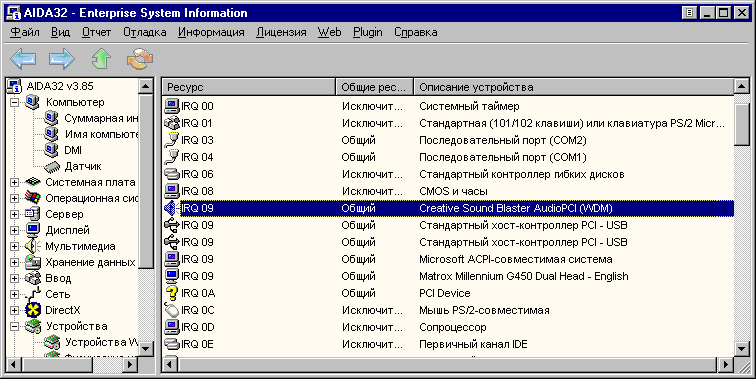 AIDA32 - Enterprise System Information
Файл Вид Отчет Отладка Информация Лицензия Web Plugin Справка
AIDA32 v3.85
Компьютер
Суммарная ин
Имя компьюте
DMI
Датчик
Системная плата
Операционная сис
Сервер
Дисплей
Мультимедиа
Хранение данных
Ввод
Сеть
DirectX
Устройства
Устройства W
Ресурс Общие рес... Описание устройства
IRQ 00 Исключит... Системный таймер
IRQ 01 Исключит... Стандартная (101/102 клавиши) или клавиатура PS/2 Micr...
IRQ 03 Общий Последовательный порт (COM2)
IRQ 04 Общий Последовательный порт (COM1)
IRQ 06 Исключит... Стандартный контроллер гибких дисков
IRQ 08 Исключит... CMOS и часы
IRQ 09 Общий Creative Sound Blaster AudioPCI (WDM)
IRQ 09 Общий Стандартный хост-контроллер PCI - USB
IRQ 09 Общий Стандартный хост-контроллер PCI - USB
IRQ 09 Общий Microsoft ACPI-совместимая система
IRQ 09 Общий Matrox Millennium G450 Dual Head - English
IRQ 0A Общий PCI Device
IRQ 0C Исключит... Мышь PS/2-совместимая
IRQ 0D Исключит... Сопроцессор
IRQ 0E Исключит... Первичный канал IDE